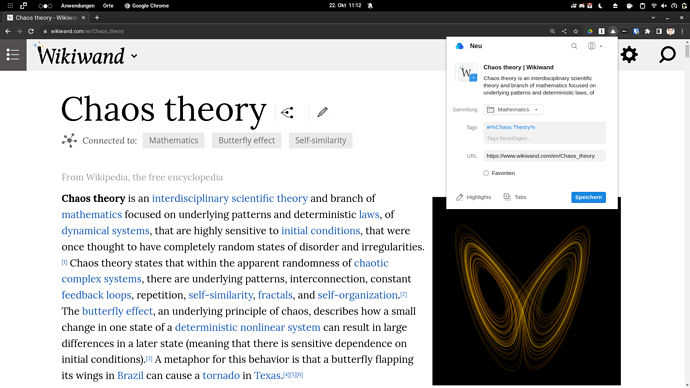 Anwendungen Orte Google Chrome 22. Okt 11:12
Chaos theory - Wikiwand
wikiwand.com/en/Chaos_theory
Wikiwand
Chaos theory
Connected to: Mathematics Butterfly effect Self-similarity
From Wikipedia, the free encyclopedia
Chaos theory is an interdisciplinary scientific theory and branch of
mathematics focused on underlying patterns and deterministic laws, of
dynamical systems, that are highly sensitive to initial conditions, that were
once thought to have completely random states of disorder and irregularities.
[1] Chaos theory states that within the apparent randomness of chaotic
complex systems, there are underlying patterns, interconnection, constant
feedback loops, repetition, self-similarity, fractals, and self-organization.[2]
The butterfly effect, an underlying principle of chaos, describes how a small
change in one state of a deterministic nonlinear system can result in large
differences in a later state (meaning that there is sensitive dependence on
initial conditions).[3] A metaphor for this behavior is that a butterfly flapping
its wings in Brazil can cause a tornado in Texas.[4][5][6]
Neu
Chaos theory | Wikiwand
Chaos theory is an interdisciplinary scientific
theory and branch of mathematics focused on
underlying patterns and deterministic laws, of
Sammlung Mathematics
Tags #%Chaos Theory%
Tags hinzufügen...
URL https://www.wikiwand.com/en/Chaos_theory
Favoriten
Highlights Tabs Speichern